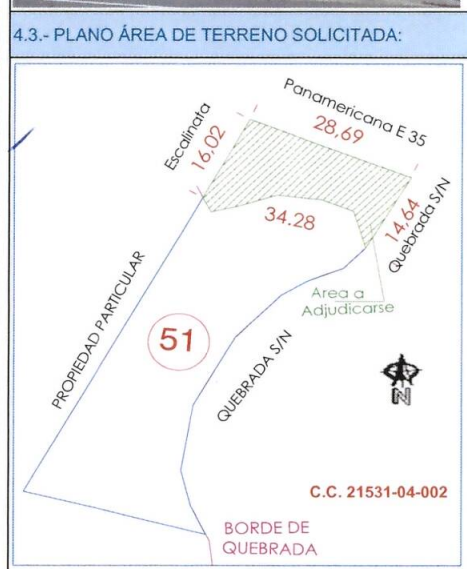 4.3.- PLANO ÁREA DE TERRENO SOLICITADA:
Panamericana E 35
28,69
Escalinata
16,02
34.28
14,64
Quebrada S/N
Area a
Adjudicarse
PROPIEDAD PARTICULAR
51
QUEBRADA S/N
N
C.C. 21531-04-002
BORDE DE
QUEBRADA